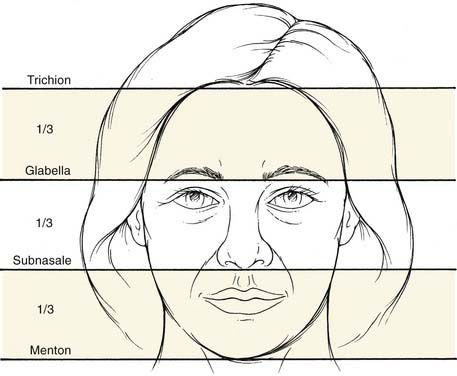 Trichion
1/3
Glabella
1/3
Subnasale
1/3
Menton